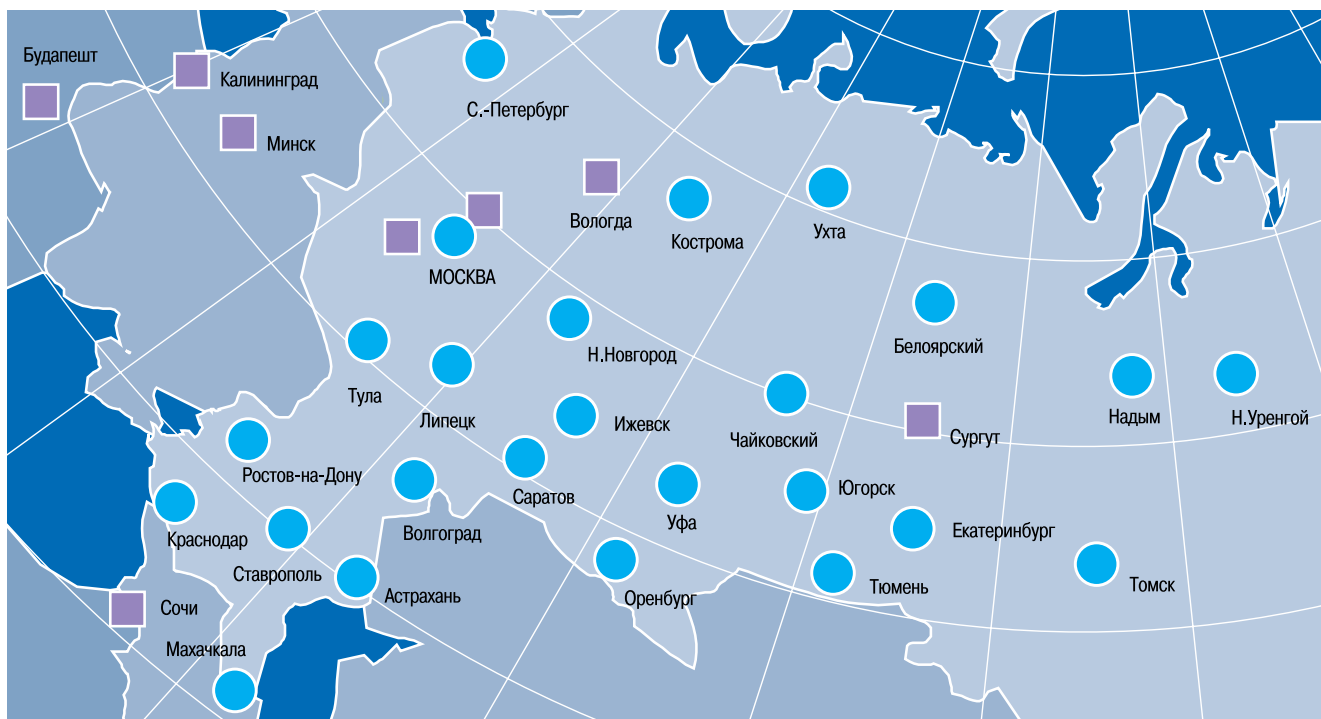 Будапешт
Калининград
С.-Петербург
Минск
Вологда
Кострома
Ухта
МОСКВА
Белоярский
Н.Новгород
Тула
Липецк
Ижевск
Чайковский
Сургут
Надым
Н.Уренгой
Ростов-на-Дону
Саратов
Югорск
Уфа
Краснодар
Волгоград
Екатеринбург
Ставрополь
Астрахань
Оренбург
Тюмень
Томск
Сочи
Махачкала